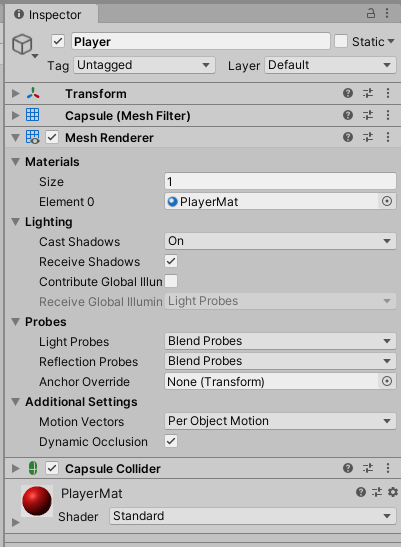 Inspector
Player
Static
Tag Untagged Layer Default
Transform
Capsule (Mesh Filter)
Mesh Renderer
Materials
Size 1
Element 0 PlayerMat
Lighting
Cast Shadows On
Receive Shadows
Contribute Global Illum
Receive Global Illumin Light Probes
Probes
Light Probes Blend Probes
Reflection Probes Blend Probes
Anchor Override None (Transform)
Additional Settings
Motion Vectors Per Object Motion
Dynamic Occlusion
Capsule Collider
PlayerMat
Shader Standard